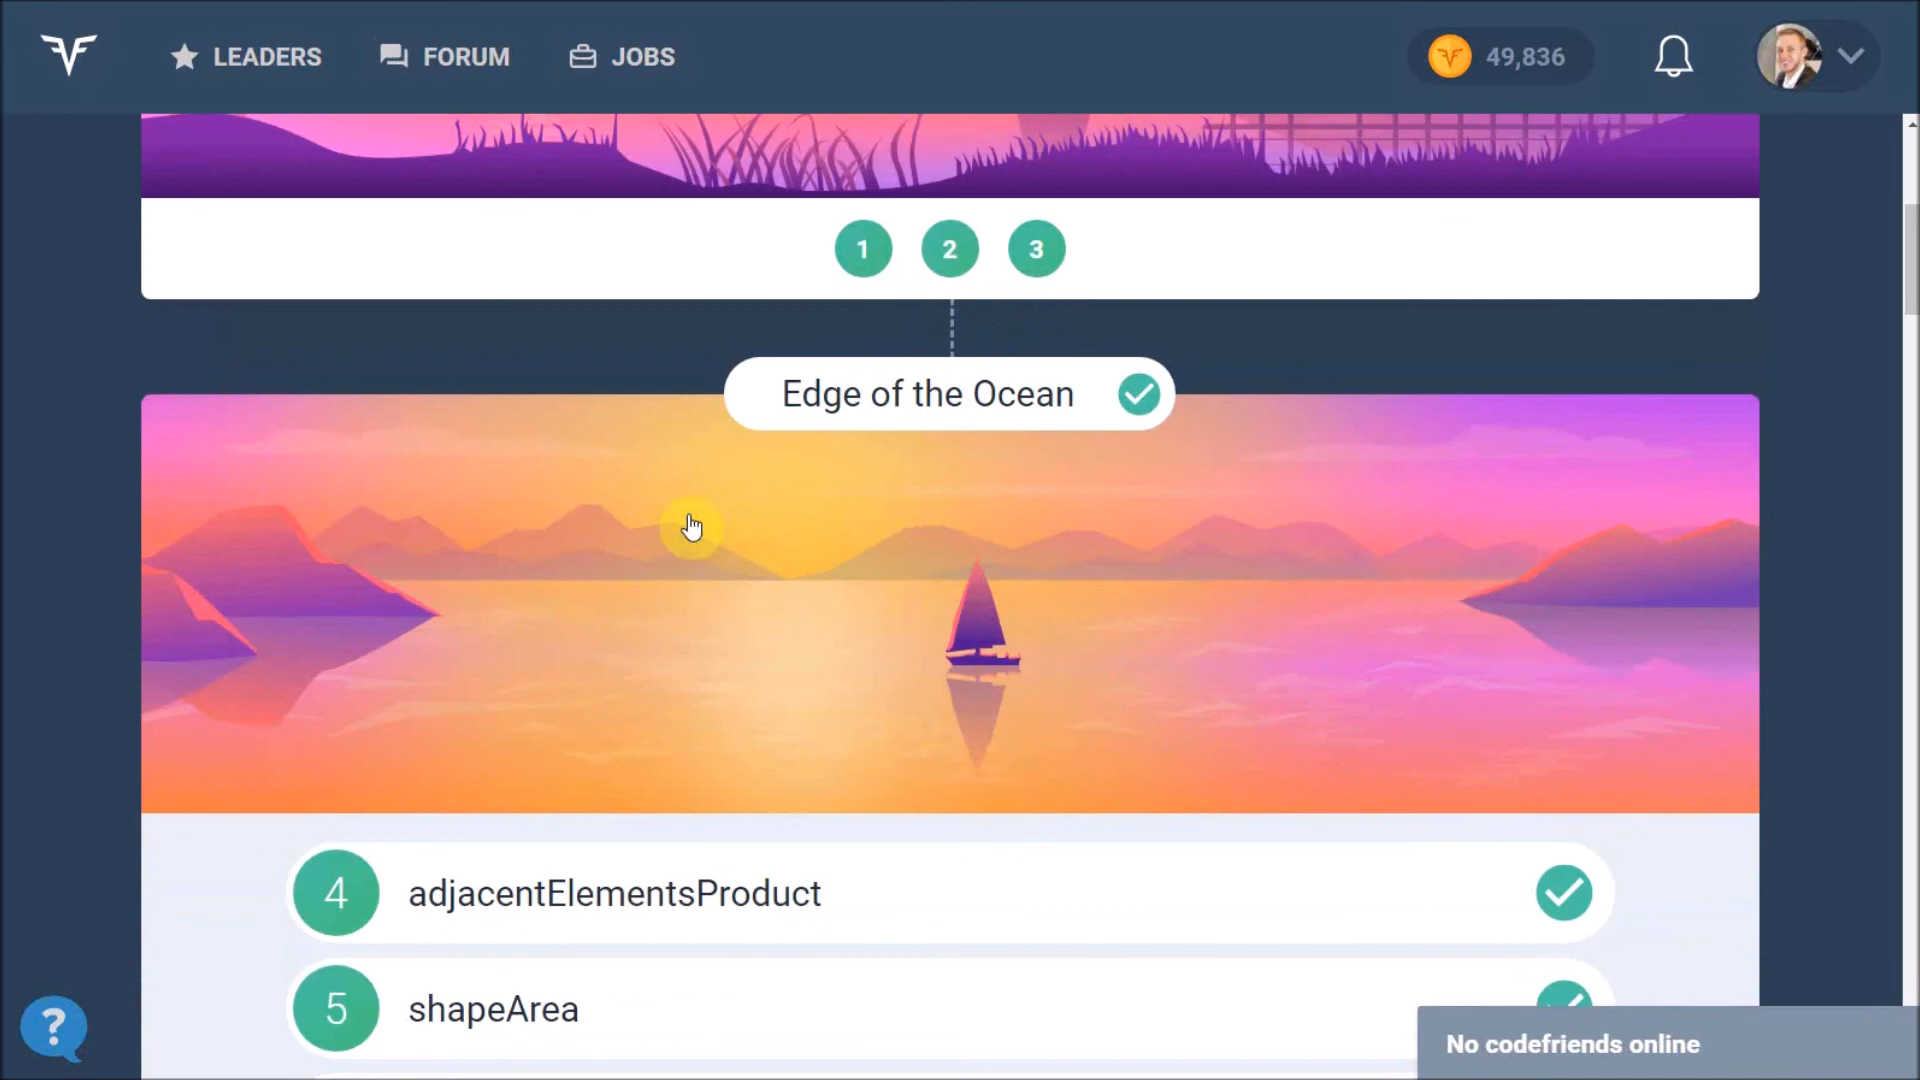 LEADERS
FORUM
JOBS
49,836
1
2
3
Edge of the Ocean
4
adjacentElementsProduct
5
shapeArea
?
No codefriends online